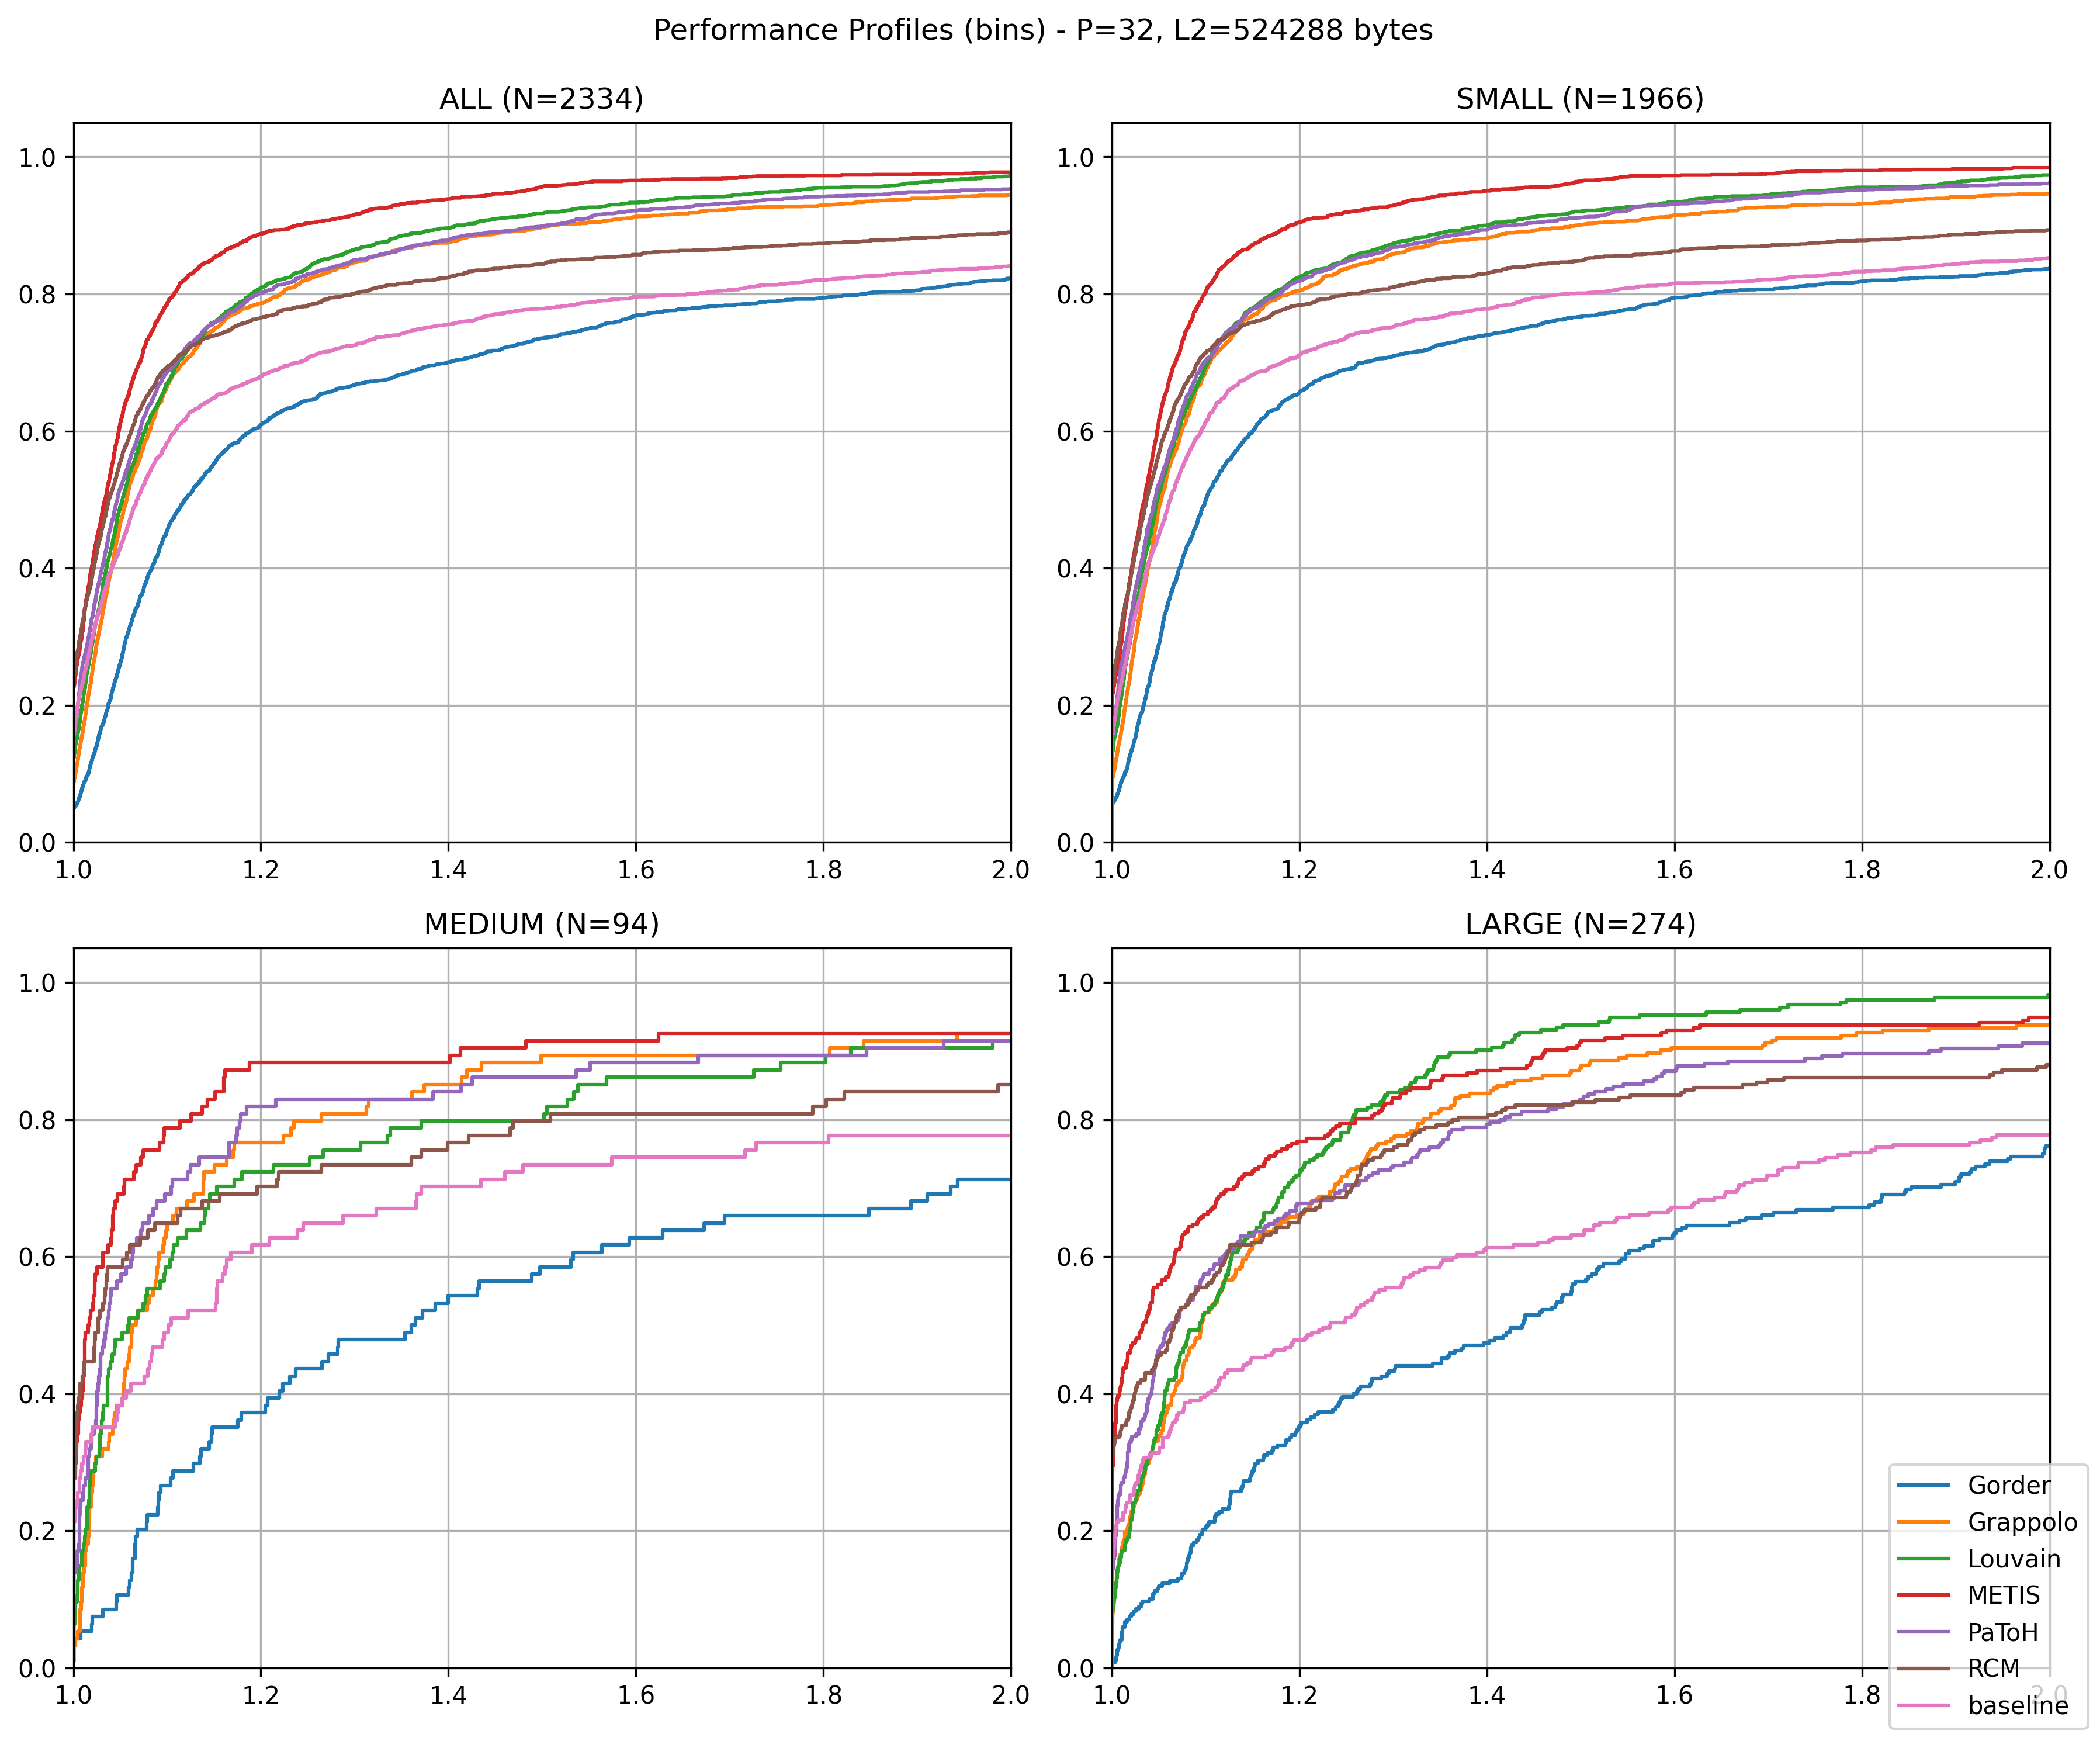 Performance Profiles (bins) - P=32, L2=524288 bytes
ALL (N=2334)
1.0
0.8
0.6
0.4
0.2
0.0
1.0 1.2 1.4 1.6 1.8 2.0
SMALL (N=1966)
1.0
0.8
0.6
0.4
0.2
0.0
1.0 1.2 1.4 1.6 1.8 2.0
MEDIUM (N=94)
1.0
0.8
0.6
0.4
0.2
0.0
1.0 1.2 1.4 1.6 1.8 2.0
LARGE (N=274)
1.0
0.8
0.6
0.4
0.2
0.0
1.0 1.2 1.4 1.6 1.8 2.0
Gorder
Grappolo
Louvain
METIS
PaToH
RCM
baseline